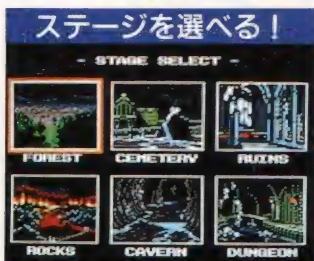 ステージを選べる!
- STAGE SELECT -
FOREST CEMETERY RUINS
ROCKS CAVERN DUNGEON